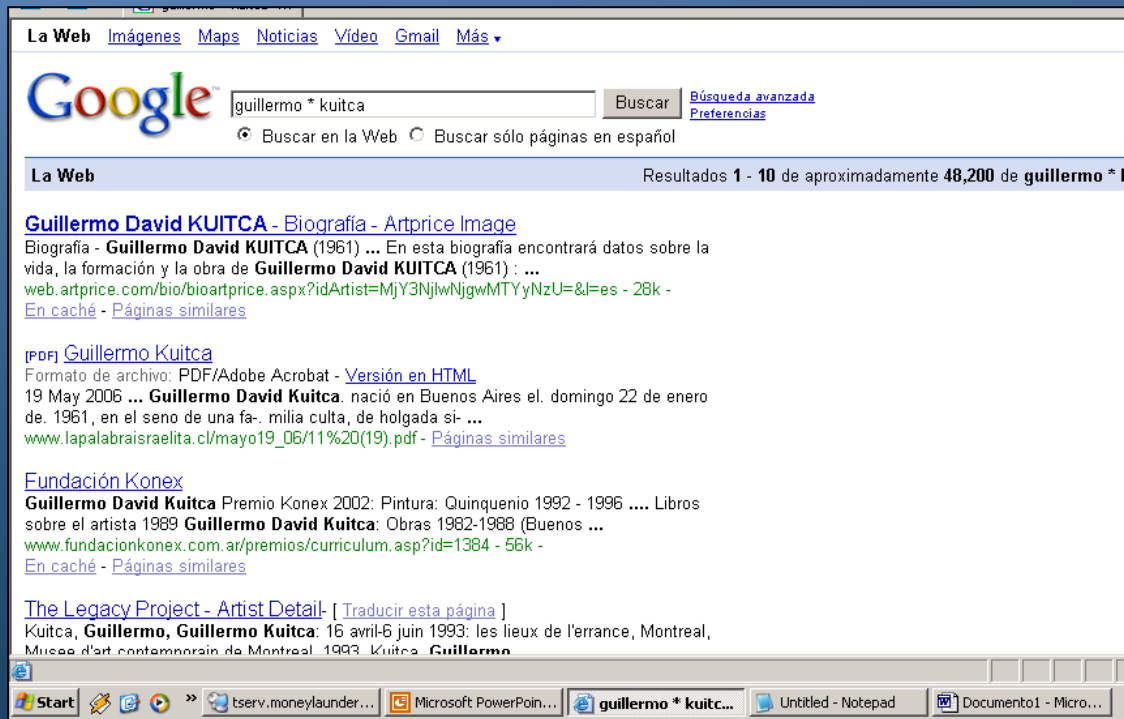 La Web Imágenes Maps Noticias Vídeo Gmail Más
Google™ guillermo * kuitca Buscar Búsqueda avanzada
Preferencias
Buscar en la Web Buscar sólo páginas en español
La Web Resultados 1 - 10 de aproximadamente 48,200 de guillermo *
Guillermo David KUITCA - Biografía - Artprice Image
Biografía - Guillermo David KUITCA (1961) ... En esta biografía encontrará datos sobre la
vida, la formación y la obra de Guillermo David KUITCA (1961) : ...
web.artprice.com/bio/bioartprice.aspx?idArtist=MjY3NjIwNjgwMTYyNzU=&l=es - 28k -
En caché - Páginas similares
[PDF] Guillermo Kuitca
Formato de archivo: PDF/Adobe Acrobat - Versión en HTML
19 May 2006 ... Guillermo David Kuitca. nació en Buenos Aires el. domingo 22 de enero
de. 1961, en el seno de una fa-. milia culta, de holgada si- ...
www.lapalabraisraelita.cl/mayo19_06/11%20(19).pdf - Páginas similares
Fundación Konex
Guillermo David Kuitca Premio Konex 2002: Pintura: Quinquenio 1992 - 1996 .... Libros
sobre el artista 1989 Guillermo David Kuitca: Obras 1982-1988 (Buenos ...
www.fundacionkonex.com.ar/premios/curriculum.asp?id=1384 - 56k -
En caché - Páginas similares
The Legacy Project - Artist Detail- [ Traducir esta página ]
Kuitca, Guillermo, Guillermo Kuitca: 16 avril-6 juin 1993: les lieux de l'errance, Montreal,
Musee d'art contemporain de Montreal, 1993. Kuitca, Guillermo
Start » tserv.moneylaunder... Microsoft PowerPoin... guillermo * kuitc... Untitled - Notepad Documento1 - Micro...